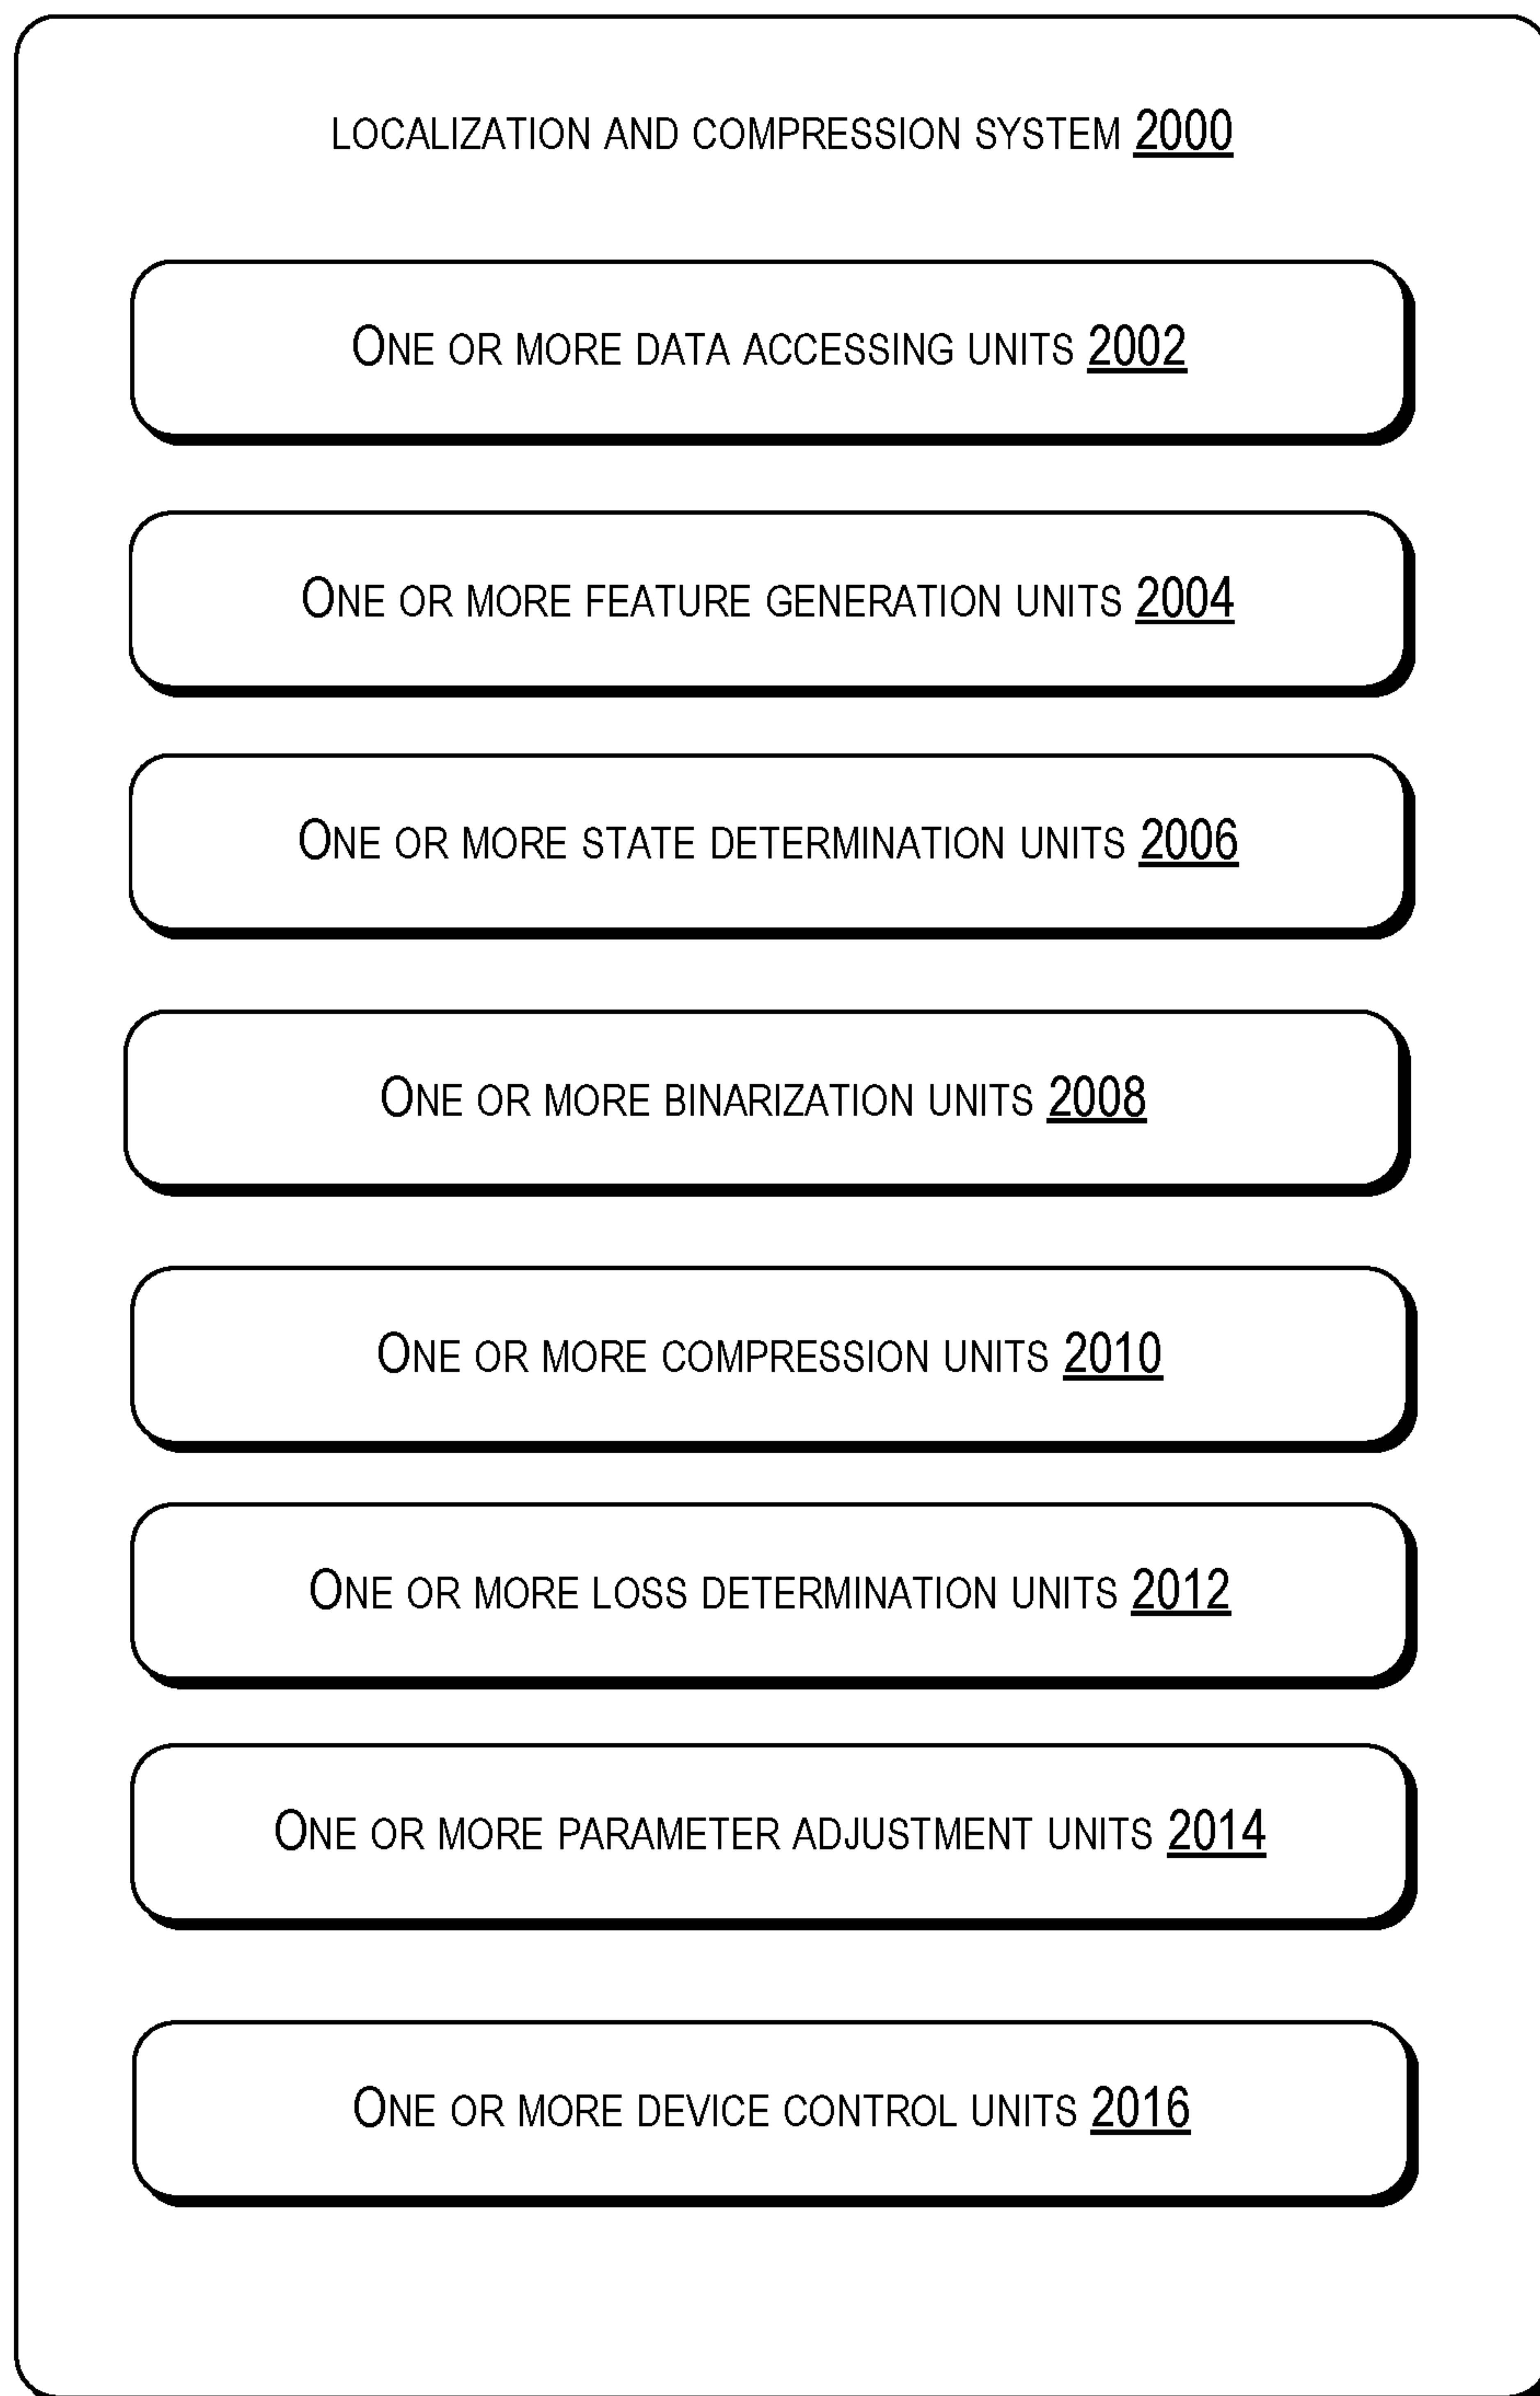 LOCALIZATION AND COMPRESSION SYSTEM 2000
ONE OR MORE DATA ACCESSING UNITS 2002
ONE OR MORE FEATURE GENERATION UNITS 2004
ONE OR MORE STATE DETERMINATION UNITS 2006
ONE OR MORE BINARIZATION UNITS 2008
ONE OR MORE COMPRESSION UNITS 2010
ONE OR MORE LOSS DETERMINATION UNITS 2012
ONE OR MORE PARAMETER ADJUSTMENT UNITS 2014
ONE OR MORE DEVICE CONTROL UNITS 2016